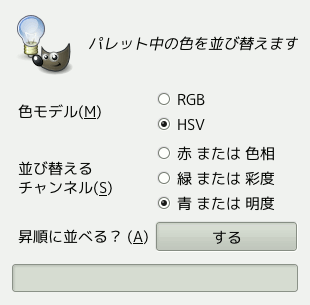 パレット中の色を並び替えます
色モデル(M)
RGB
HSV
並び替える
チャンネル(S)
赤 または 色相
緑 または 彩度
青 または 明度
昇順に並べる？ (A)
する